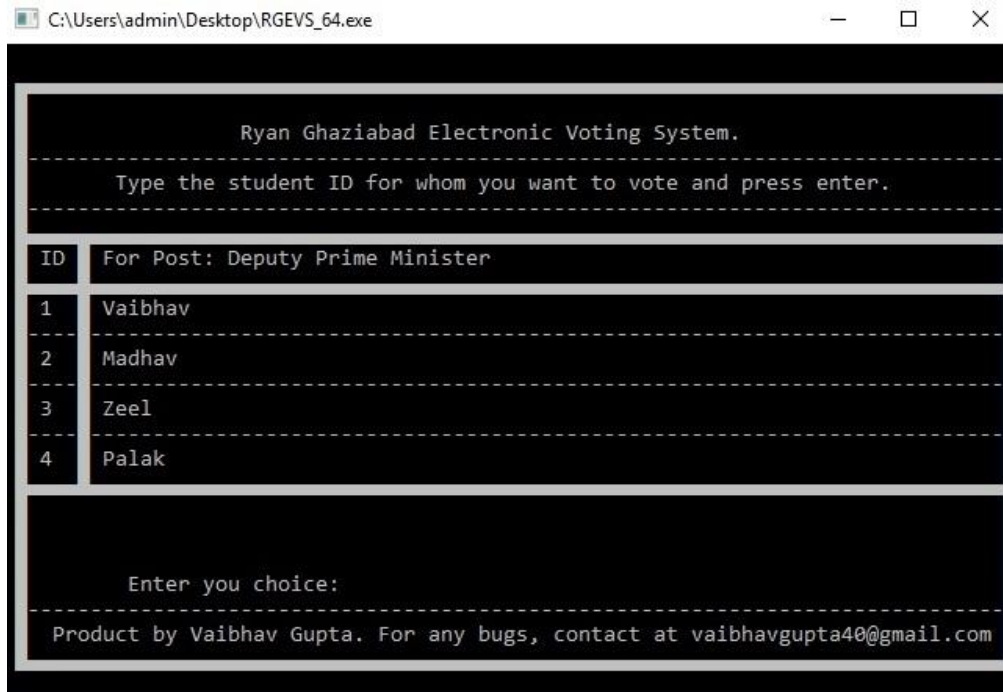 C:\Users\admin\Desktop\RGEVS_64.exe
Ryan Ghaziabad Electronic Voting System.
Type the student ID for whom you want to vote and press enter.
ID For Post: Deputy Prime Minister
1 Vaibhav
2 Madhav
3 Zeel
4 Palak
Enter you choice:
Product by Vaibhav Gupta. For any bugs, contact at vaibhavgupta40@gmail.com